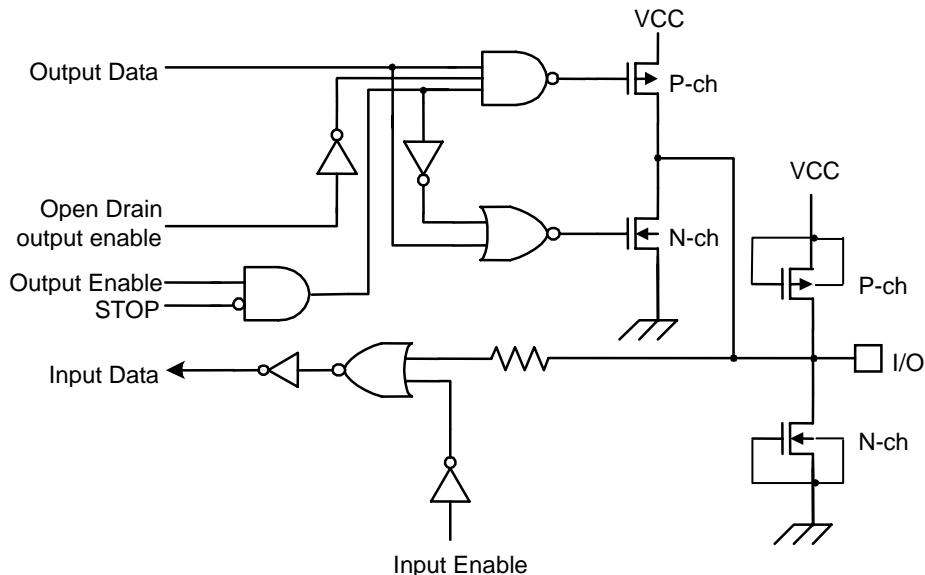 VCC
Output Data
P-ch
VCC
Open Drain
output enable
N-ch
Output Enable
STOP
P-ch
Input Data
I/O
N-ch
Input Enable